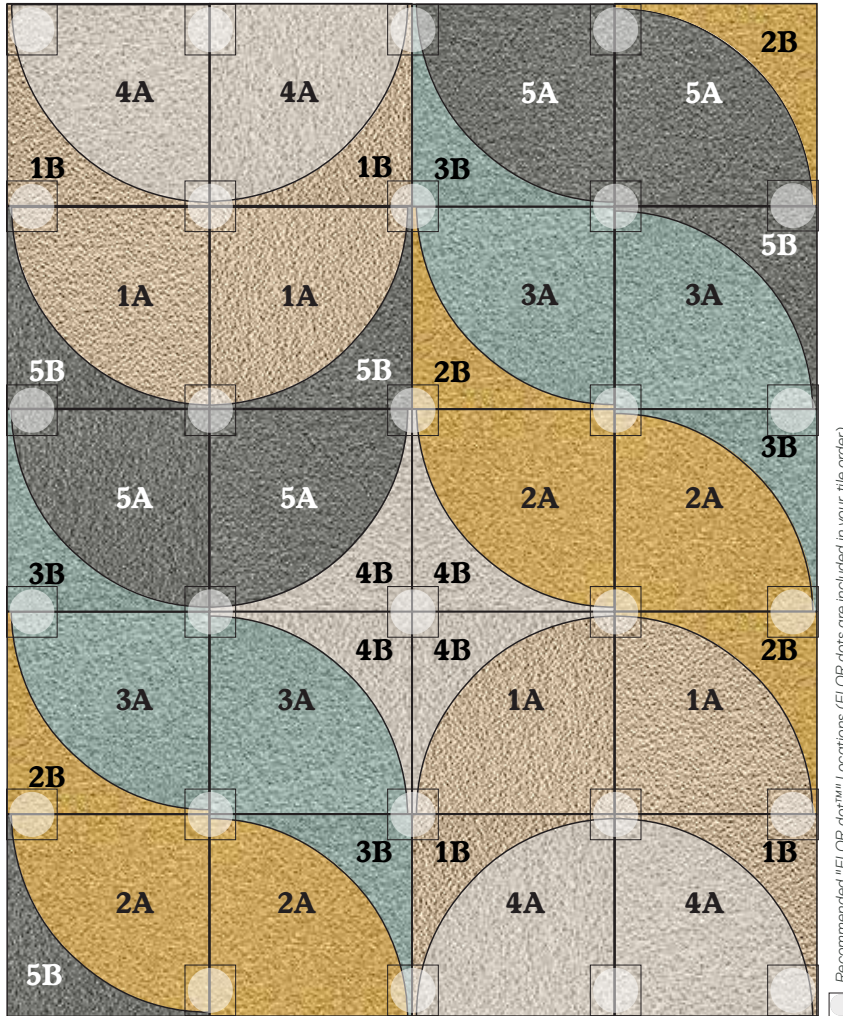 4A 4A 5A 5A 2B
1B 1B 3B 5B
1A 1A 3A 3A
5B 5B 2B 3B
5A 5A 2A 2A
3B 4B 4B
4B 4B 2B
3A 3A 1A 1A
2B 3B 1B 1B
2A 2A 4A 4A
5B
Recommended "FLOR dot™" Locations (FLOR dots are included in your tile order)